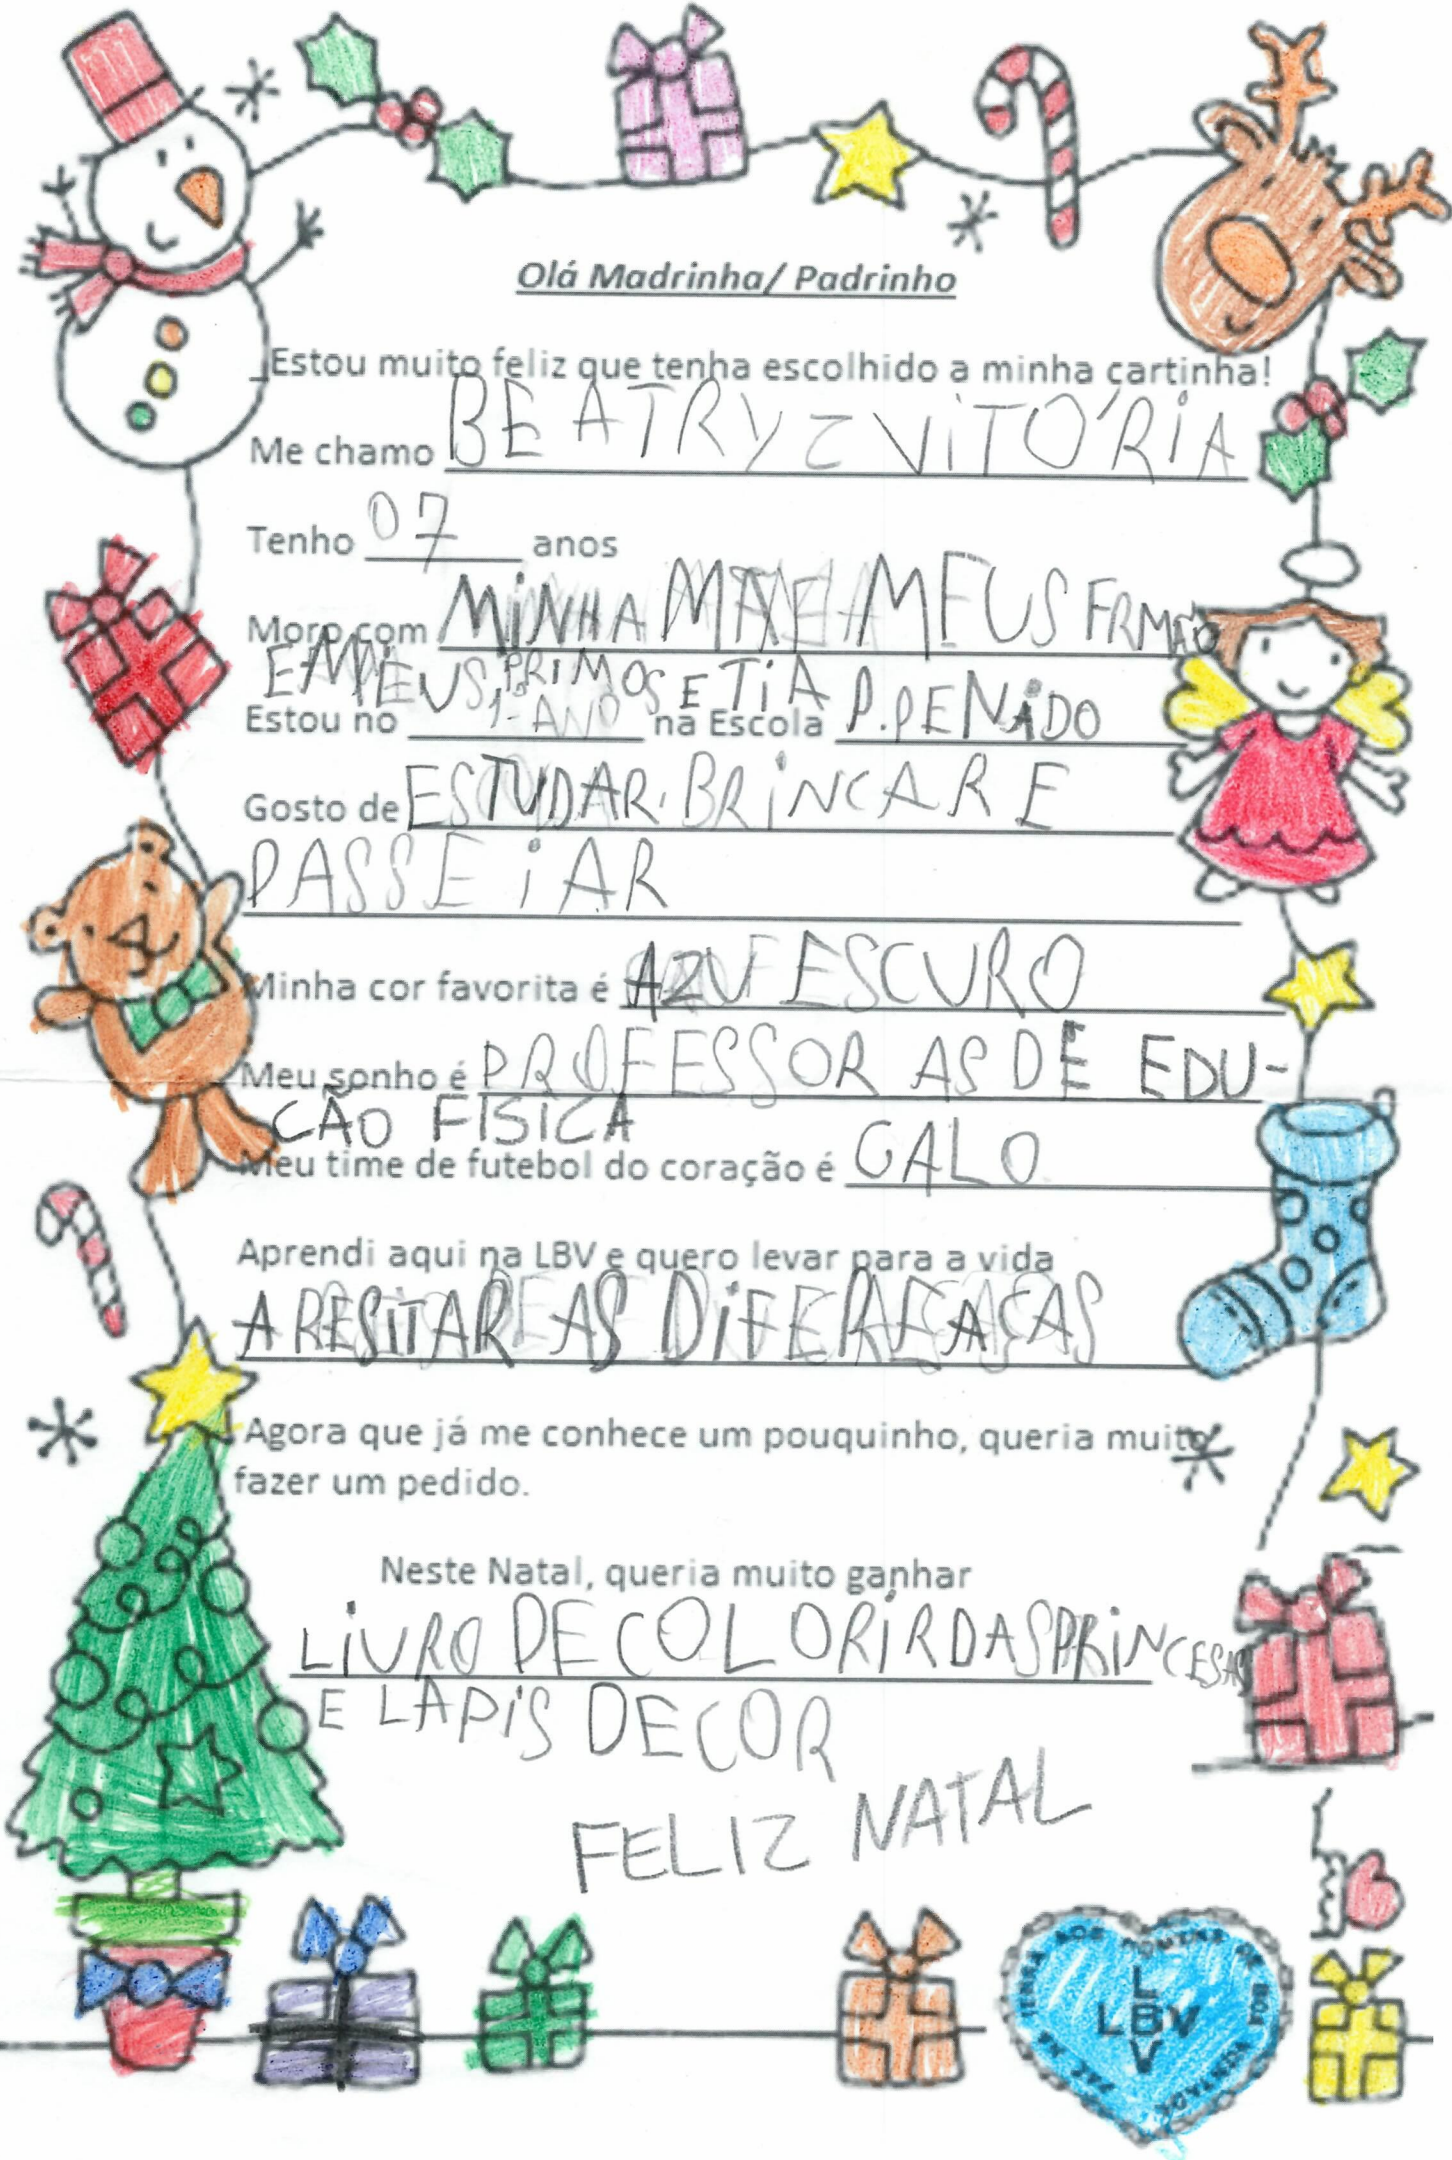 Olá Madrinha/ Padrinho
Estou muito feliz que tenha escolhido a minha cartinha!
Me chamo BEATRYZ VITÓRIA
Tenho 07 anos
Moro com MINHA MÃE MEUS IRMÃO
E MEUS PRIMOS E TIA
Estou no 1- ANO na Escola P.PENIDO
Gosto de ESTUDAR. BRINCAR E
PASSEIAR
Minha cor favorita é AZU ESCURO
Meu sonho é PROFESSORAS DE EDU-
CÃO FISICA
Meu time de futebol do coração é GALO
Aprendi aqui na LBV e quero levar para a vida
A RESITAR AS
Agora que já me conhece um pouquinho, queria muito
fazer um pedido.
Neste Natal, queria muito ganhar
LIVRO DE COLORIR DAS PRINCESAS
E LAPIS DE COR
FELIZ NATAL
L
LBV
V